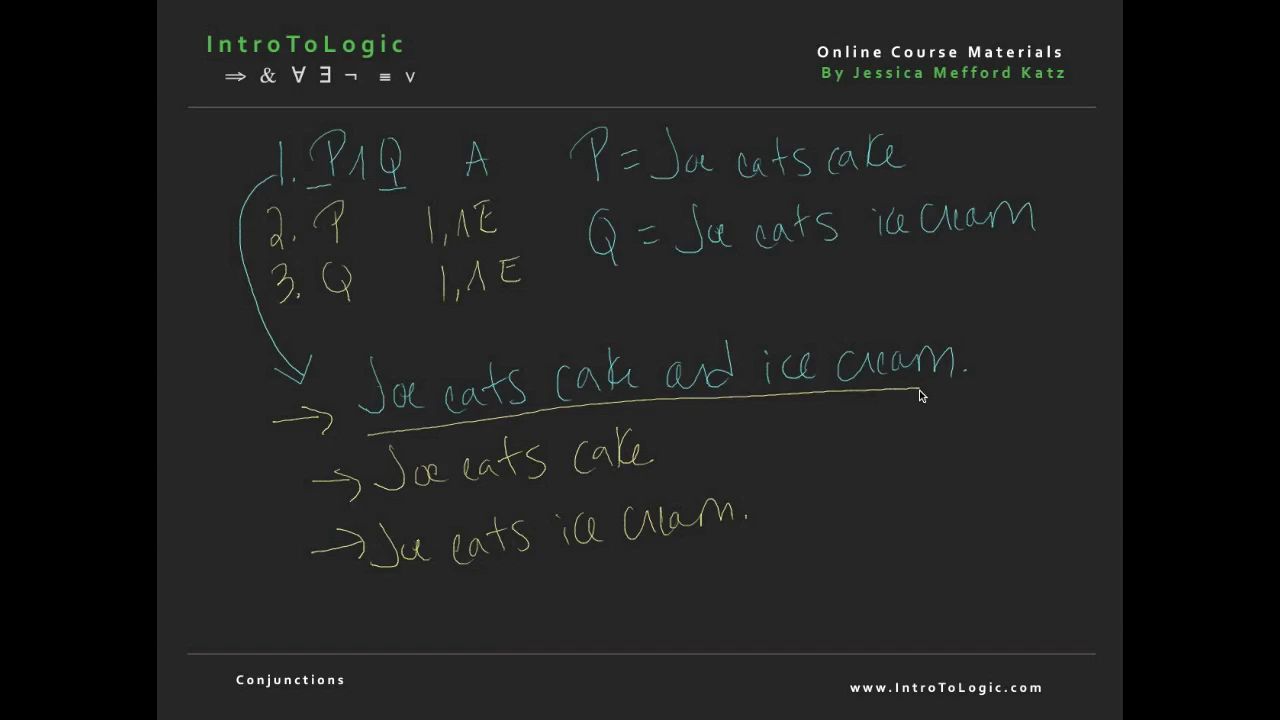 IntroToLogic
⇒ & ∀ ∃ ¬ ≡ ∨
Online Course Materials
By Jessica Mefford Katz
1. P∧Q A
P = Joe eats cake
2. P 1,∧E
Q = Joe eats ice cream
3. Q 1,∧E
Joe eats cake and ice cream.
→ Joe eats cake
→ Joe eats ice cream.
Conjunctions
www.IntroToLogic.com